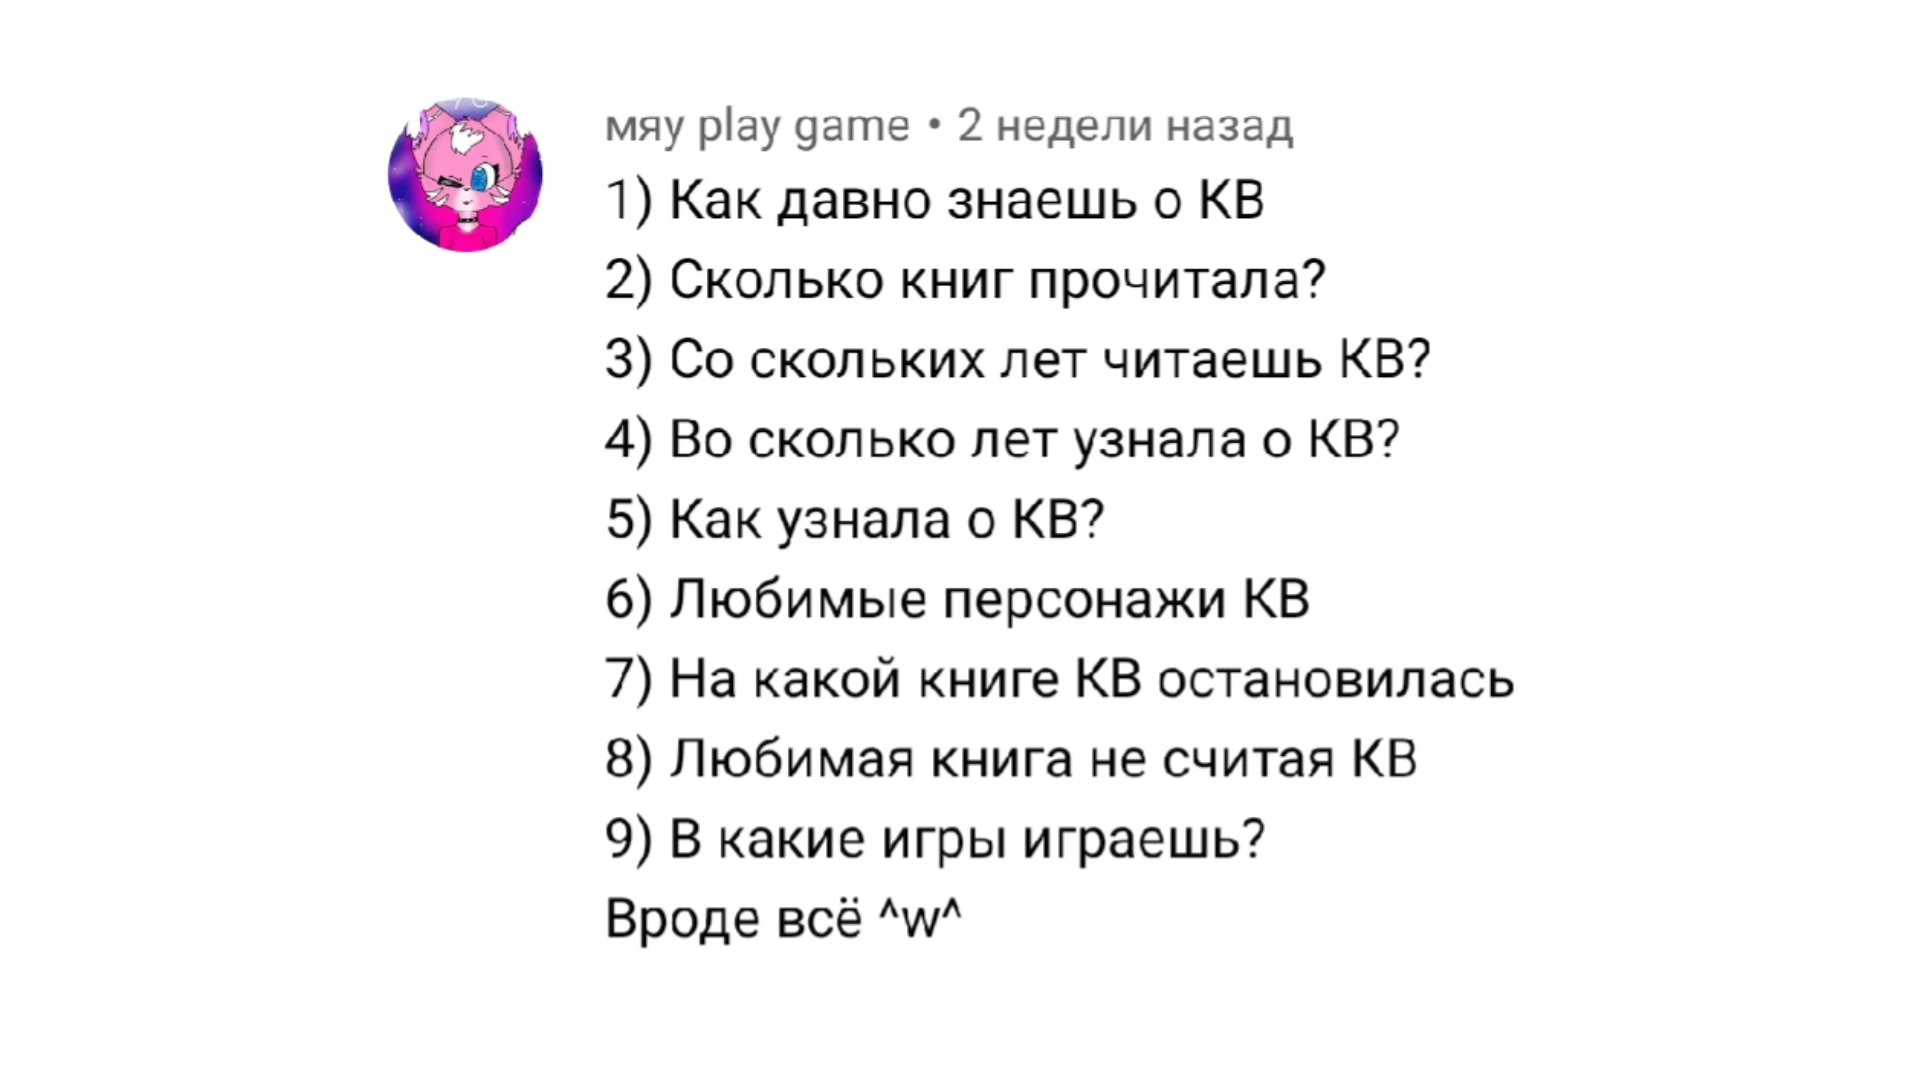 мяу play game • 2 недели назад
1) Как давно знаешь о КВ
2) Сколько книг прочитала?
3) Со скольких лет читаешь КВ?
4) Во сколько лет узнала о КВ?
5) Как узнала о КВ?
6) Любимые персонажи КВ
7) На какой книге КВ остановилась
8) Любимая книга не считая КВ
9) В какие игры играешь?
Вроде всё ^w^